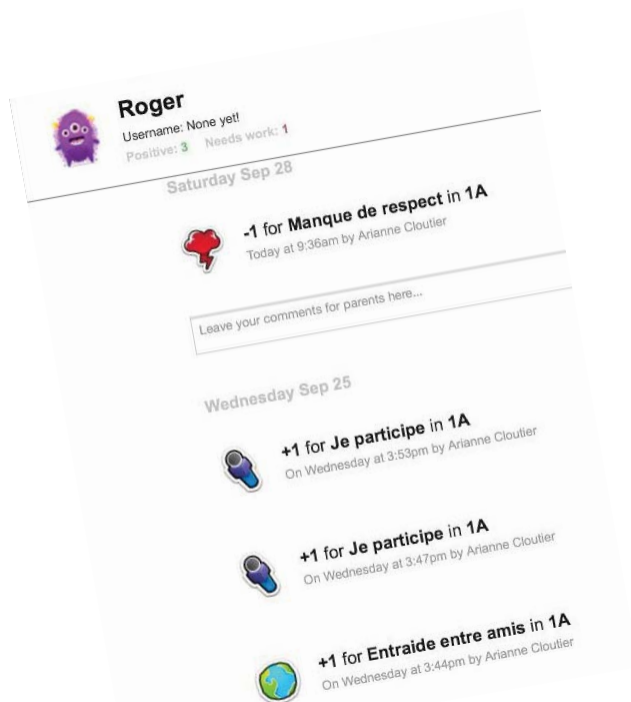 Roger
Username: None yet!
Positive: 3 Needs work: 1
Saturday Sep 28
-1 for Manque de respect in 1A
Today at 9:36am by Arianne Cloutier
Leave your comments for parents here...
Wednesday Sep 25
+1 for Je participe in 1A
On Wednesday at 3:53pm by Arianne Cloutier
+1 for Je participe in 1A
On Wednesday at 3:47pm by Arianne Cloutier
+1 for Entraide entre amis in 1A
On Wednesday at 3:44pm by Arianne Cloutier